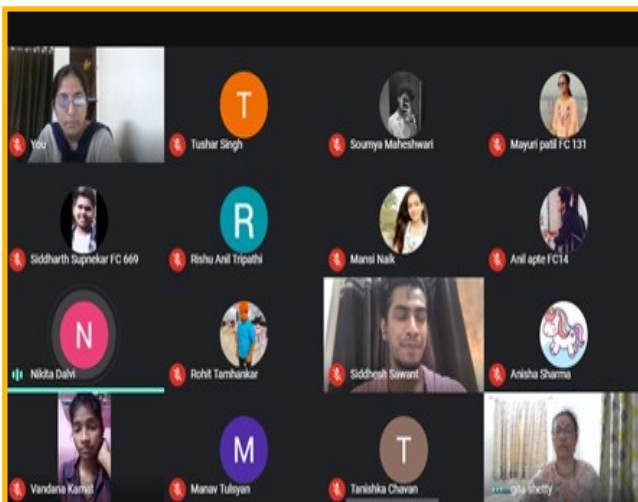 You
T
Tushar Singh
Soumya Maheshwari
Mayuri patil FC 131
Siddharth Supnekar FC 669
R
Rishu Anil Tripathi
Mansi Naik
Anil apte FC14
N
Nikita Dalvi
Rohit Tamhankar
Siddhesh Sawant
Anisha Sharma
Vandana Kamat
M
Manav Tulsyan
T
Tanishka Chavan
gita shetty